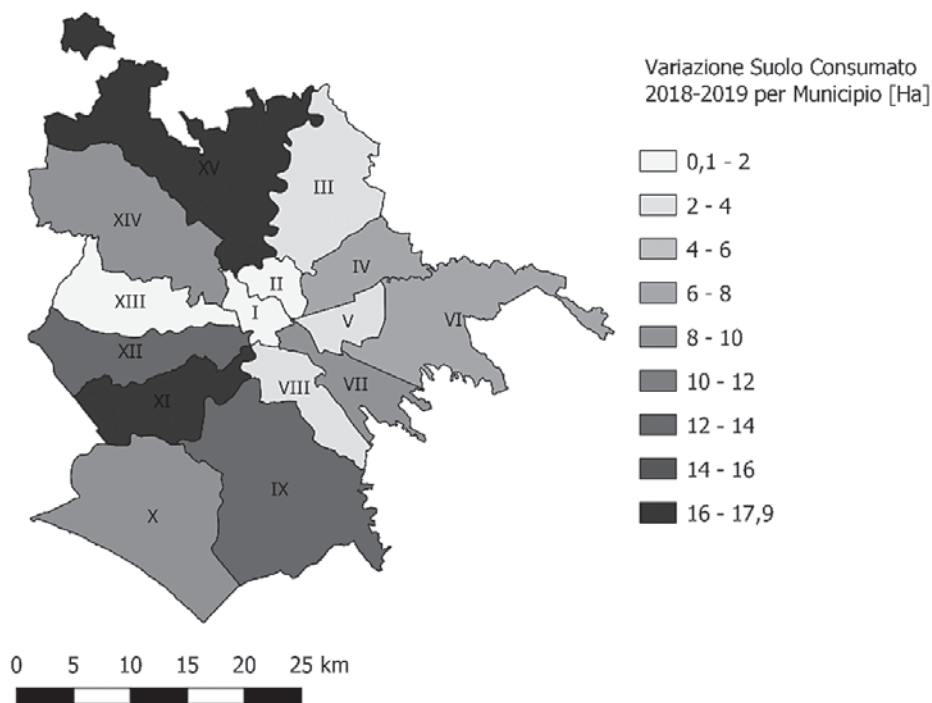 Variazione Suolo Consumato
2018-2019 per Municipio [Ha]
0,1 - 2
2 - 4
4 - 6
6 - 8
8 - 10
10 - 12
12 - 14
14 - 16
16 - 17,9
XV
III
XIV
IV
II
XIII
I
V
VI
XII
VIII
VII
XI
IX
X
0 5 10 15 20 25 km